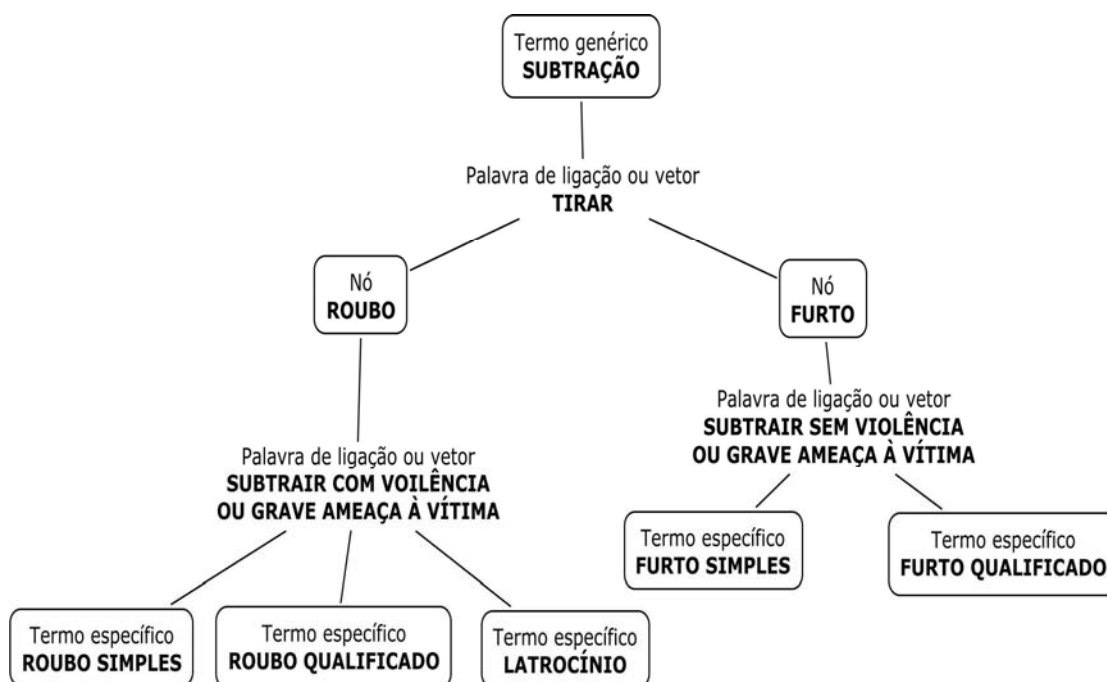 Termo genérico
SUBTRAÇÃO
Palavra de ligação ou vetor
TIRAR
Nó
ROUBO
Nó
FURTO
Palavra de ligação ou vetor
SUBTRAIR COM VOILÊNCIA
OU GRAVE AMEAÇA À VÍTIMA
Palavra de ligação ou vetor
SUBTRAIR SEM VIOLÊNCIA
OU GRAVE AMEAÇA À VÍTIMA
Termo específico
ROUBO SIMPLES
Termo específico
ROUBO QUALIFICADO
Termo específico
LATROCÍNIO
Termo específico
FURTO SIMPLES
Termo específico
FURTO QUALIFICADO